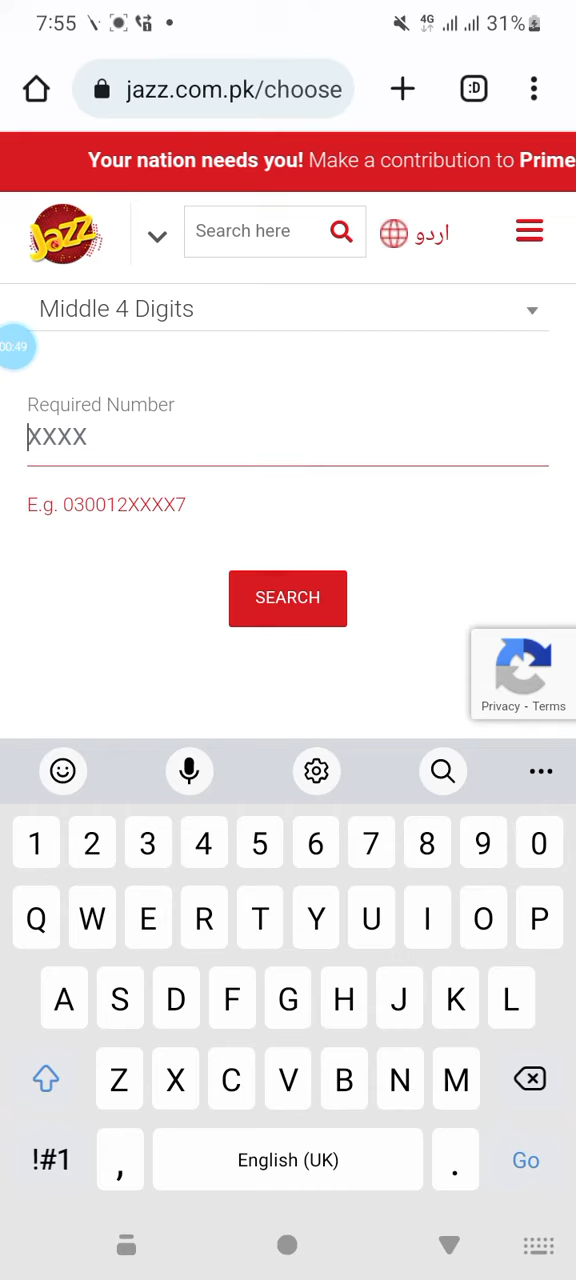 7:55 4G 31%
jazz.com.pk/choose :D
Your nation needs you! Make a contribution to Prime
Jazz Search here اردو
Middle 4 Digits
00:49
Required Number
XXXX
E.g. 030012XXXX7
SEARCH
Privacy - Terms
1 2 3 4 5 6 7 8 9 0
Q W E R T Y U I O P
A S D F G H J K L
Z X C V B N M
!#1 , English (UK) . Go